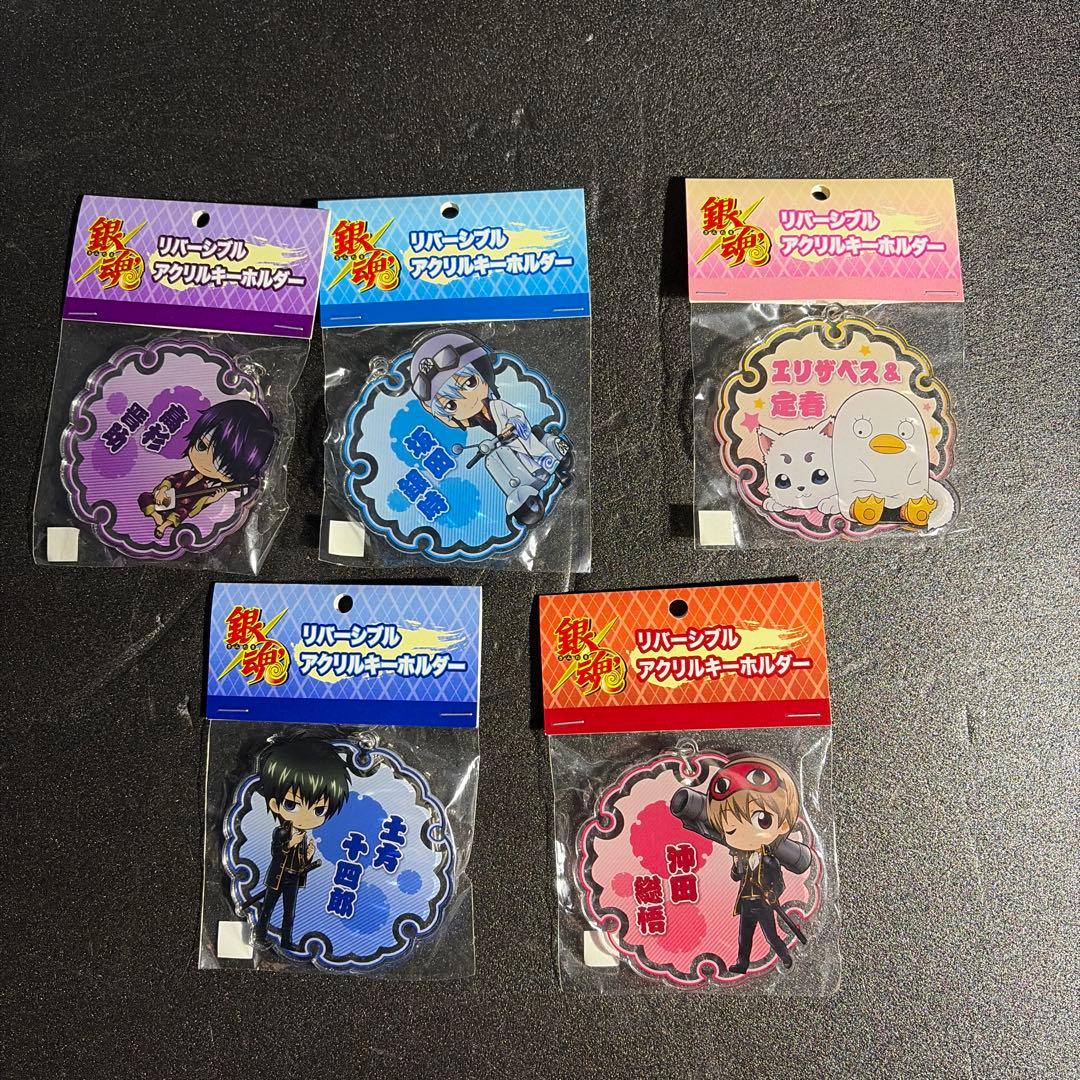 銀魂
リバーシブル
アクリルキーホルダー
高杉
晋助
銀魂
リバーシブル
アクリルキーホルダー
坂田
銀時
銀魂
リバーシブル
アクリルキーホルダー
エリザベス&
定春
銀魂
リバーシブル
アクリルキーホルダー
土方
十四郎
銀魂
リバーシブル
アクリルキーホルダー
沖田
総悟